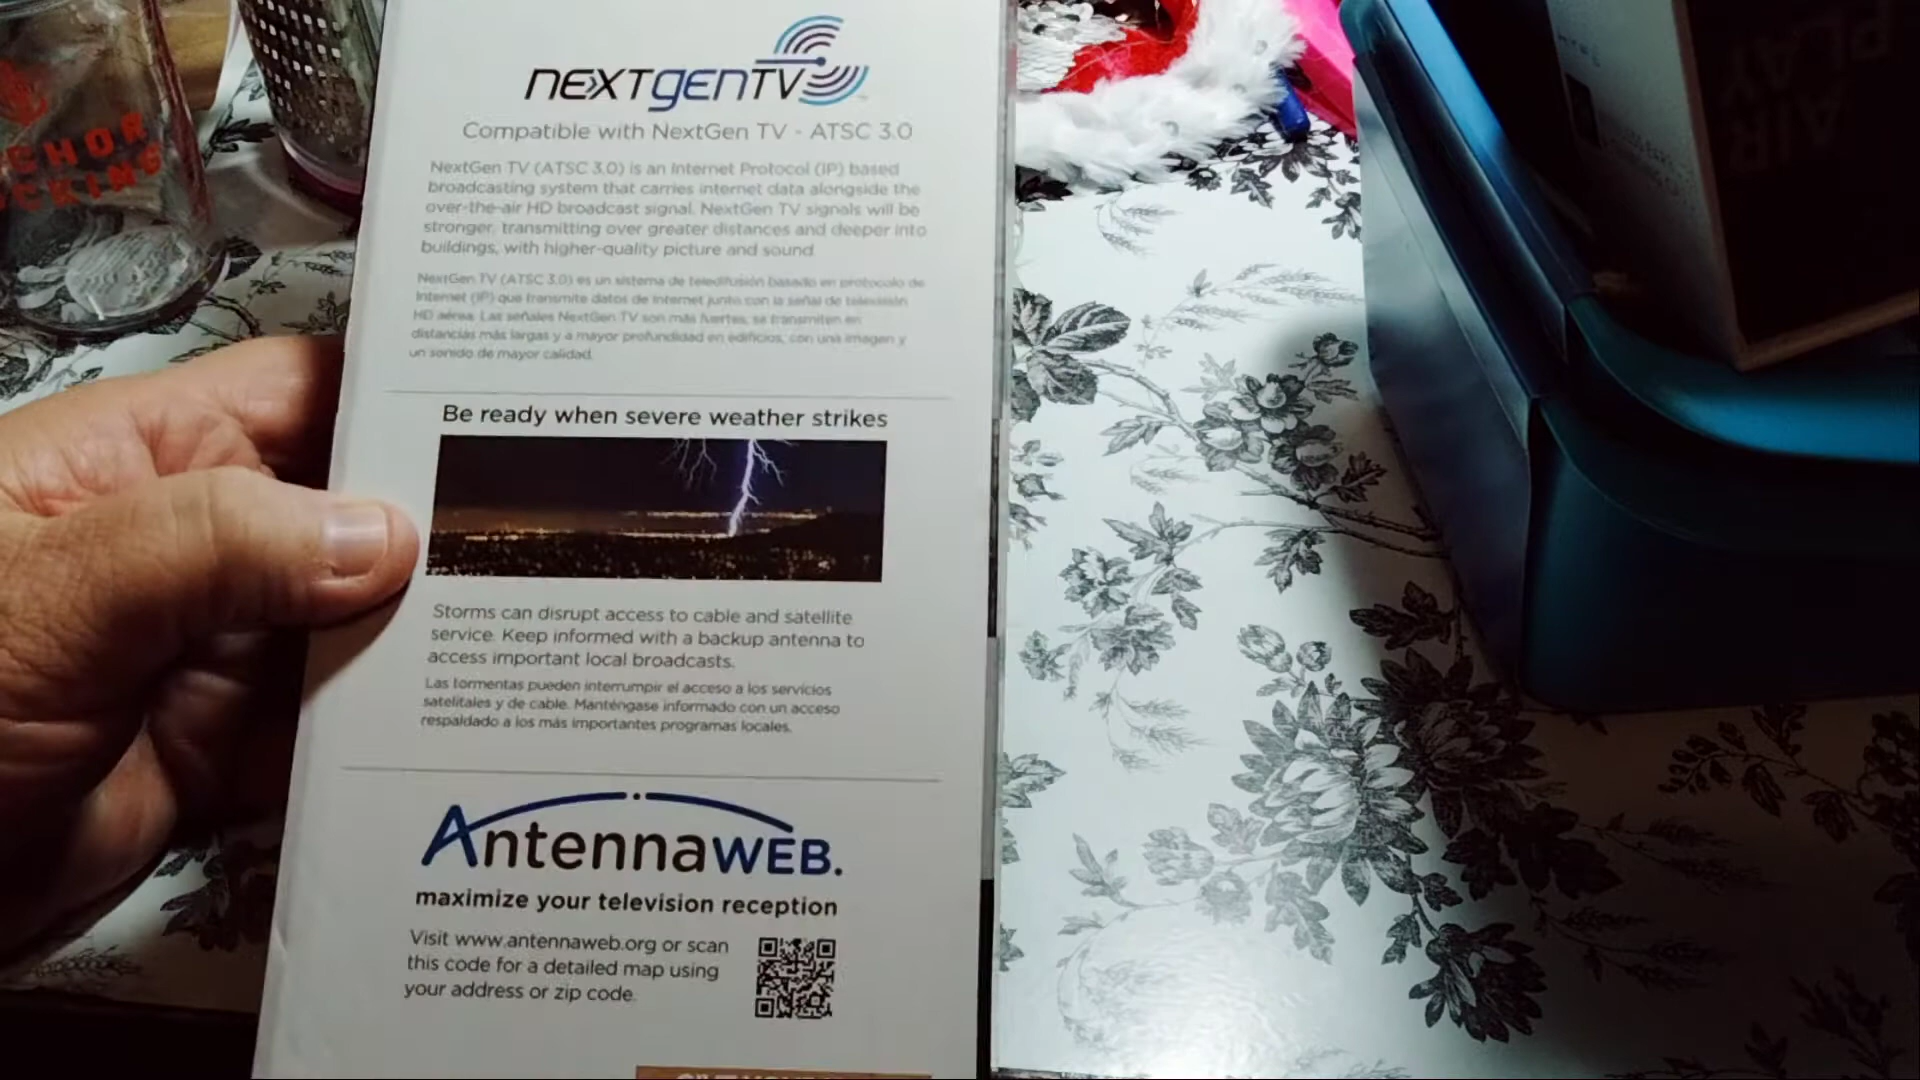 NEXTGENTV
Compatible with NextGen TV - ATSC 3.0
NextGen TV (ATSC 3.0) is an Internet Protocol (IP) based
broadcasting system that carries internet data alongside the
over-the-air HD broadcast signal. NextGen TV signals will be
stronger, transmitting over greater distances and deeper into
buildings, with higher-quality picture and sound
NextGen TV (ATSC 3.0) es un sistema de teledifusión basado en protocolo de
Internet (IP) que transmite datos de Internet junto con la señal de televisión
HD aérea. Las señales NextGen TV son más fuertes, se transmiten en
distancias más largas y a mayor profundidad en edificios, con una imagen y
un sonido de mayor calidad.
Be ready when severe weather strikes
Storms can disrupt access to cable and satellite
service. Keep informed with a backup antenna to
access important local broadcasts.
Las tormentas pueden interrumpir el acceso a los servicios
satelitales y de cable. Manténgase informado con un acceso
respaldado a los más importantes programas locales.
AntennaWEB.
maximize your television reception
Visit www.antennaweb.org or scan
this code for a detailed map using
your address or zip code.
CHOR
CKING
PLAY
AIR